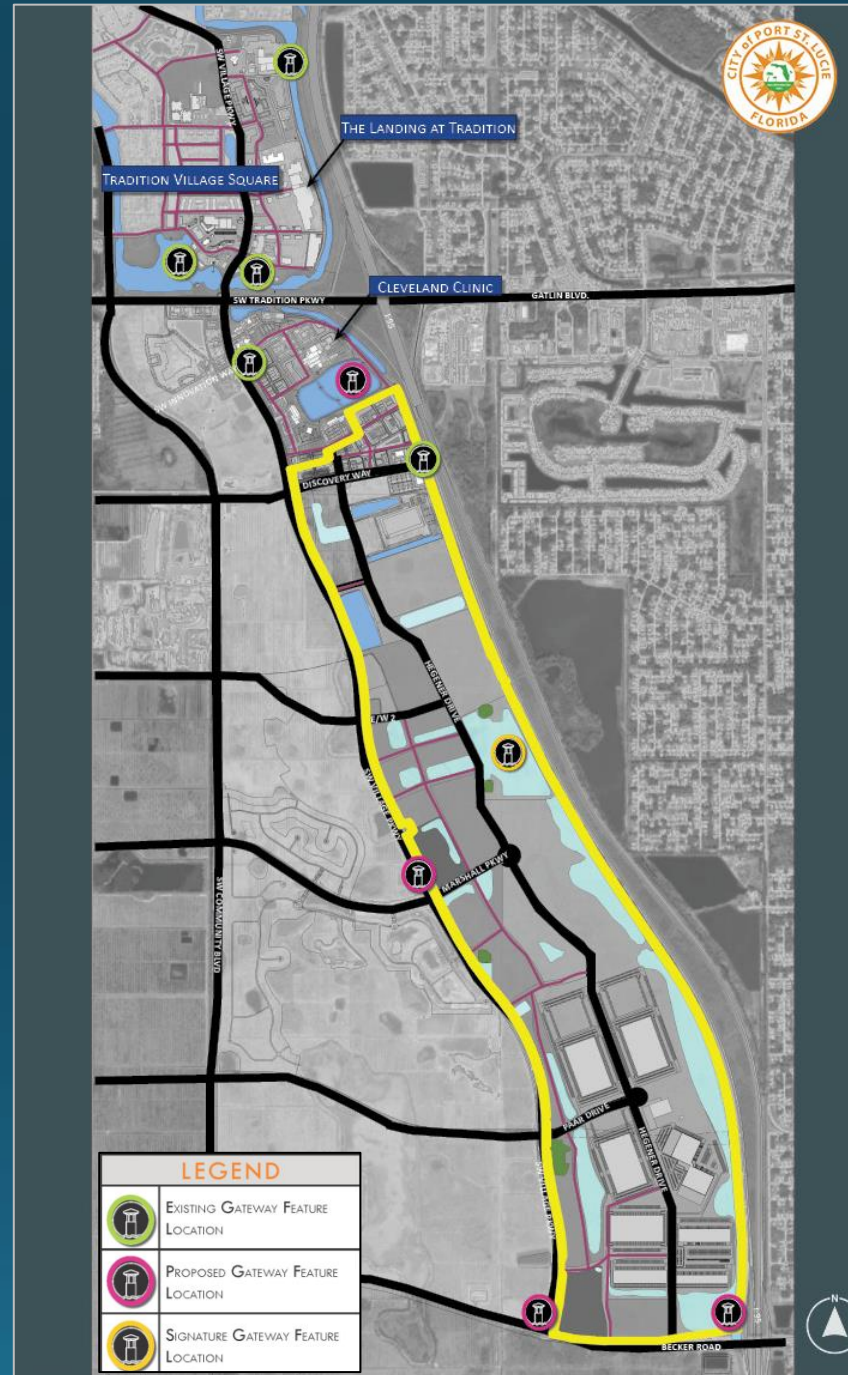 CITY of PORT ST. LUCIE
FLORIDA
SW VILLAGE PKWY
THE LANDING AT TRADITION
TRADITION VILLAGE SQUARE
CLEVELAND CLINIC
SW TRADITION PKWY
GATLIN BLVD.
I-95
SW INNOVATION WAY
DISCOVERY WAY
HEGENER DRIVE
E/W 2
SW VILLAGE PKWY
MARSHALL PKWY
SW COMMUNITY BLVD
PAAR DRIVE
HEGENER DRIVE
SW VILLAGE PKWY
LEGEND
EXISTING GATEWAY FEATURE
LOCATION
PROPOSED GATEWAY FEATURE
LOCATION
SIGNATURE GATEWAY FEATURE
LOCATION
I-95
BECKER ROAD
N